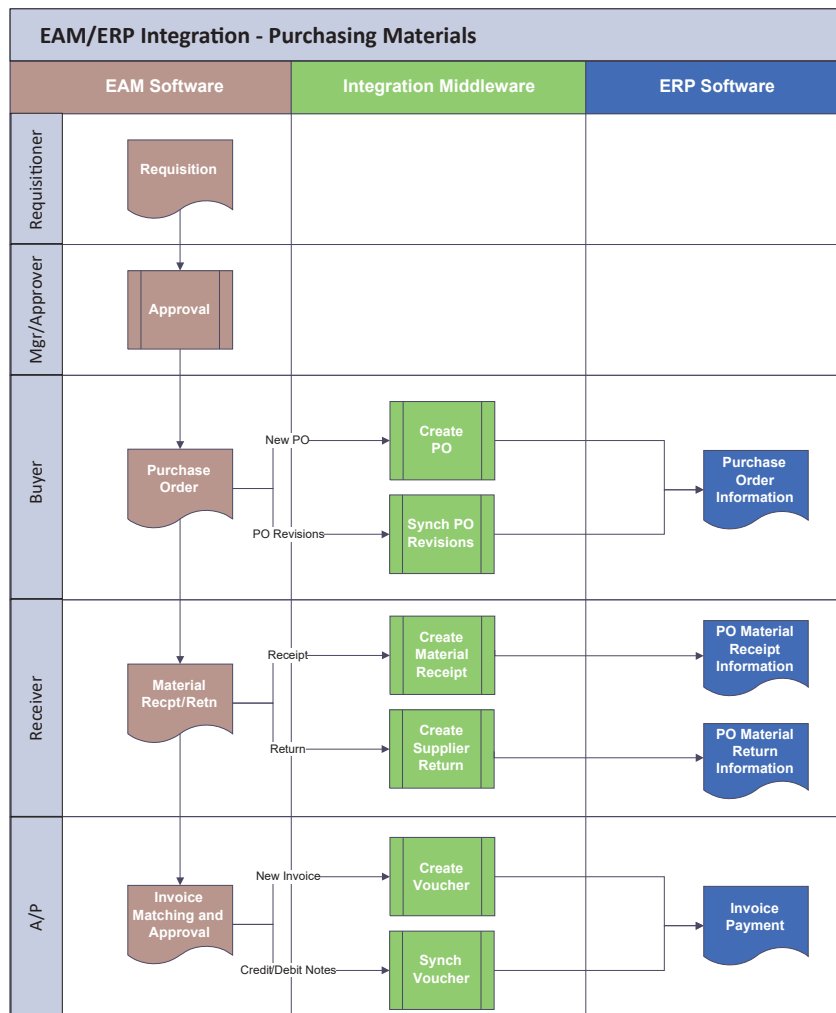 EAM/ERP Integration - Purchasing Materials
EAM Software
Integration Middleware
ERP Software
Requisitioner
Requisition
Mgr/Approver
Approval
Buyer
Purchase
Order
New PO
PO Revisions
Create
PO
Synch PO
Revisions
Purchase
Order
Information
Receiver
Material
Recpt/Retn
Receipt
Return
Create
Material
Receipt
Create
Supplier
Return
PO Material
Receipt
Information
PO Material
Return
Information
A/P
Invoice
Matching and
Approval
New Invoice
Credit/Debit Notes
Create
Voucher
Synch
Voucher
Invoice
Payment